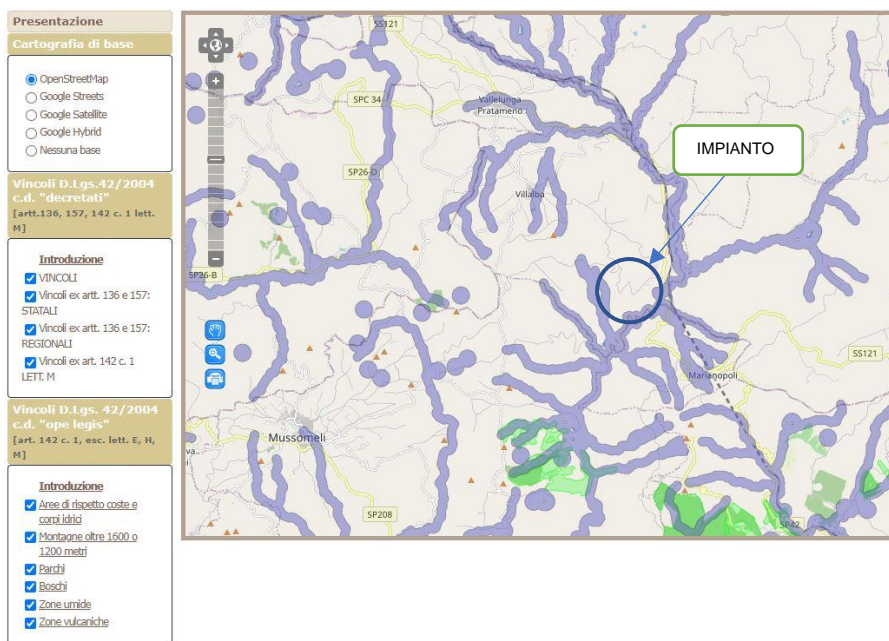 Presentazione
Cartografia di base
OpenStreetMap
Google Streets
Google Satellite
Google Hybrid
Nessuna base
Vincoli D.Lgs.42/2004
c.d. "decretati"
[artt.136, 157, 142 c. 1 lett.
M]
Introduzione
VINCOLI
Vincoli ex artt. 136 e 157:
STATALI
Vincoli ex artt. 136 e 157:
REGIONALI
Vincoli ex art. 142 c. 1
LETT. M
Vincoli D.Lgs. 42/2004
c.d. "ope legis"
[art. 142 c. 1, esc. lett. E, H,
M]
Introduzione
Aree di rispetto coste e
corpi idrici
Montagne oltre 1600 o
1200 metri
Parchi
Boschi
Zone umide
Zone vulcaniche
SS121
SPC 34
Vallelunga
Pratameno
IMPIANTO
SP26-D
Villalba
SP26-B
SS121
Marianopoli
Mussomeli
SP208
SP42